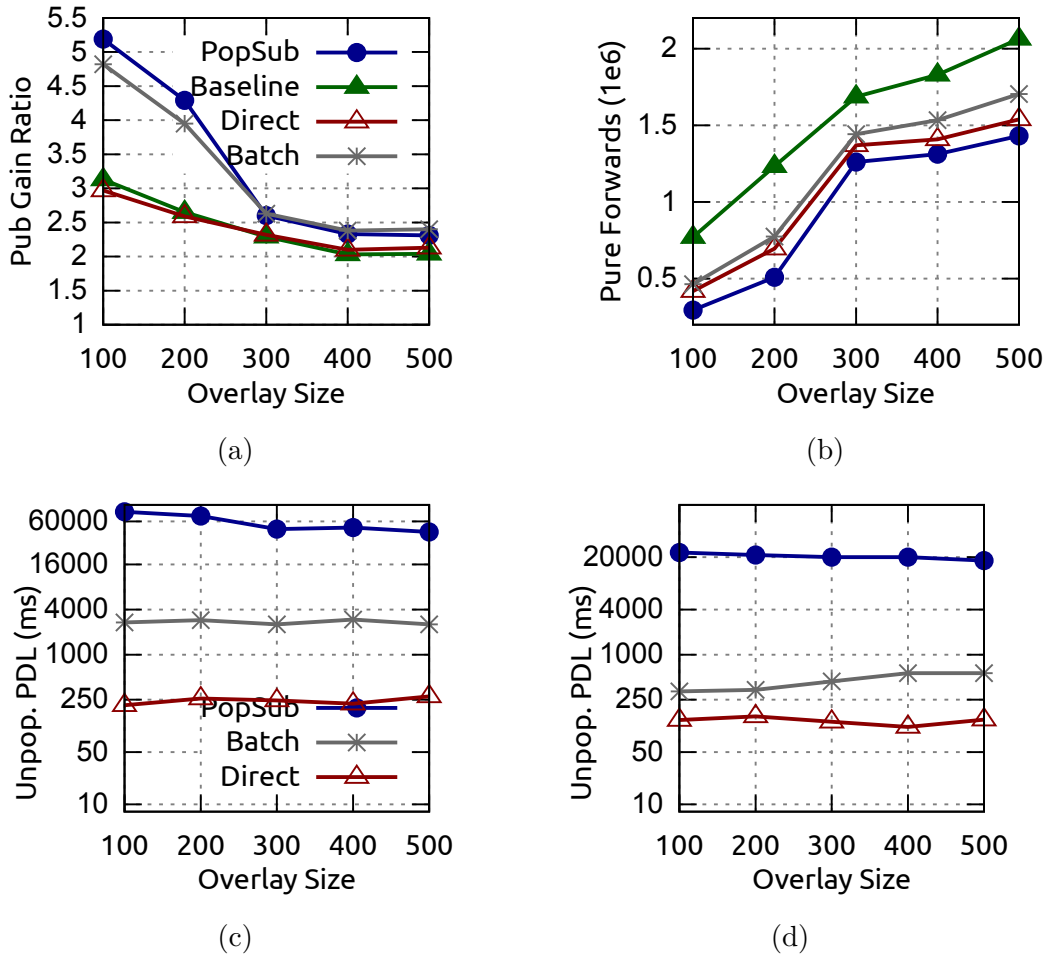 5.5
5
4.5
4
3.5
3
2.5
2
1.5
1
Pub Gain Ratio
PopSub
Baseline
Direct
Batch
100 200 300 400 500
Overlay Size
(a)
2
1.5
1
0.5
Pure Forwards (1e6)
100 200 300 400 500
Overlay Size
(b)
60000
16000
4000
1000
250
50
10
Unpop. PDL (ms)
PopSub
Batch
Direct
100 200 300 400 500
Overlay Size
(c)
20000
4000
1000
250
50
10
Unpop. PDL (ms)
100 200 300 400 500
Overlay Size
(d)